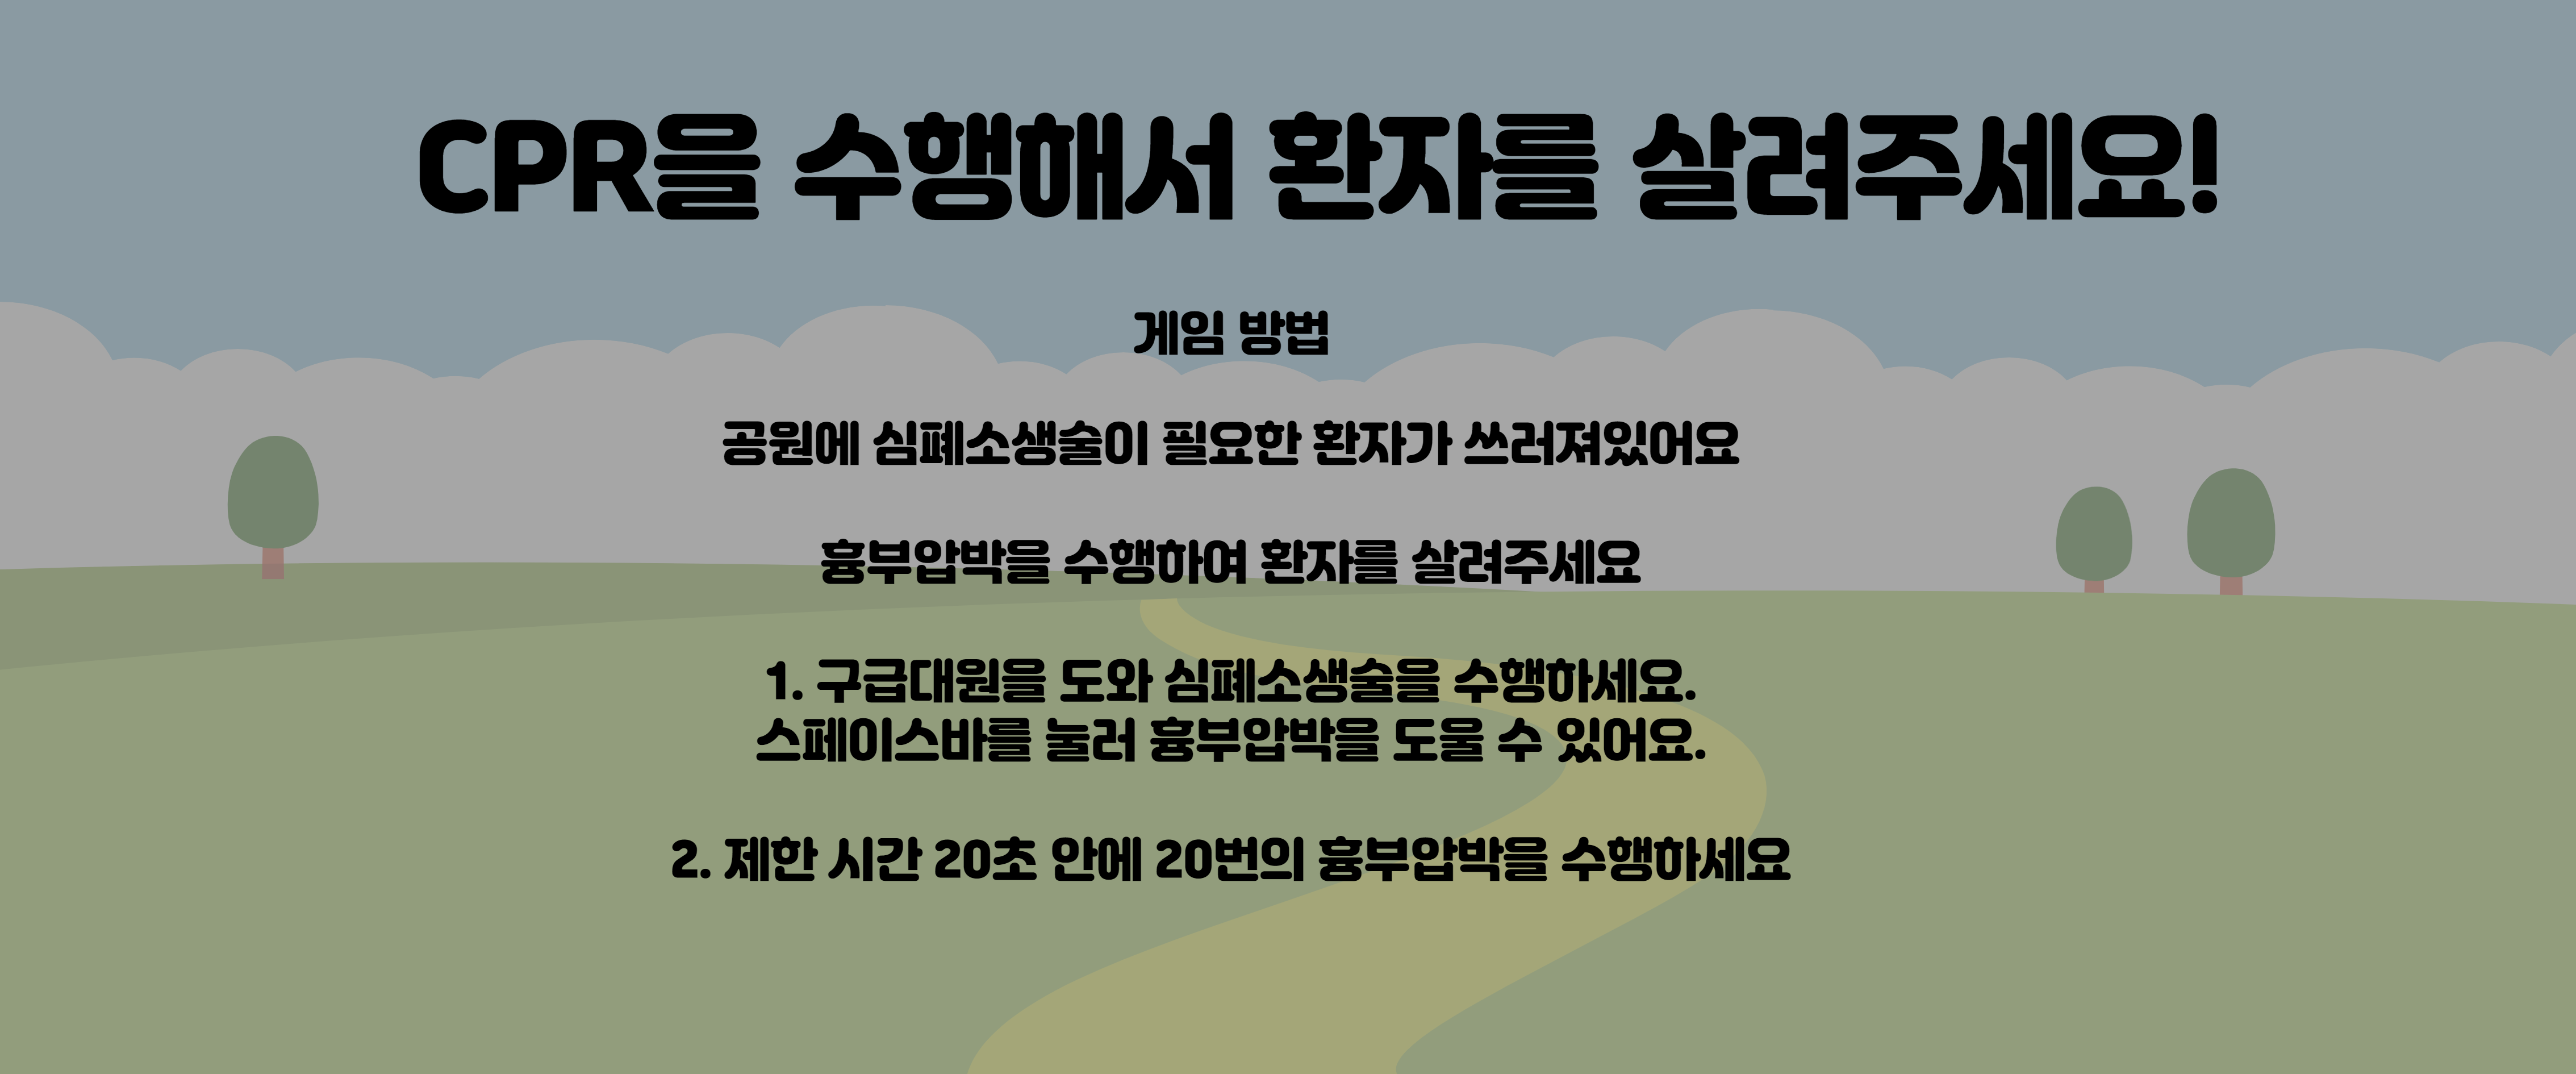 CPR을 수행해서 환자를 살려주세요!
게임 방법
공원에 심폐소생술이 필요한 환자가 쓰러져있어요
흉부압박을 수행하여 환자를 살려주세요
1. 구급대원을 도와 심폐소생술을 수행하세요.
스페이스바를 눌러 흉부압박을 도울 수 있어요.
2. 제한 시간 20초 안에 20번의 흉부압박을 수행하세요